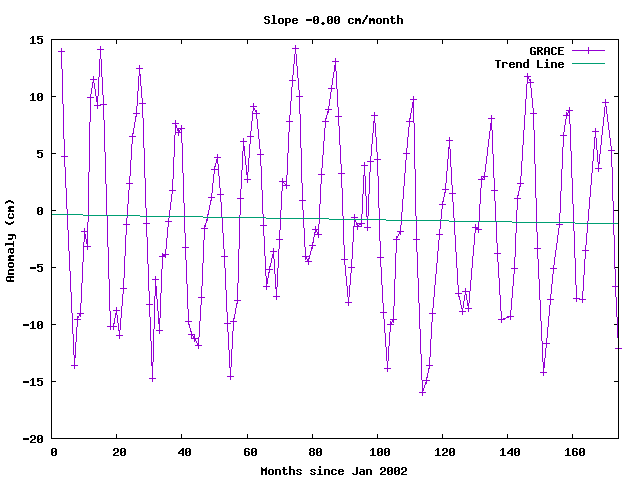 Slope -0.00 cm/month
GRACE
Trend Line
15
10
5
0
-5
-10
-15
-20
Anomaly (cm)
0 20 40 60 80 100 120 140 160
Months since Jan 2002